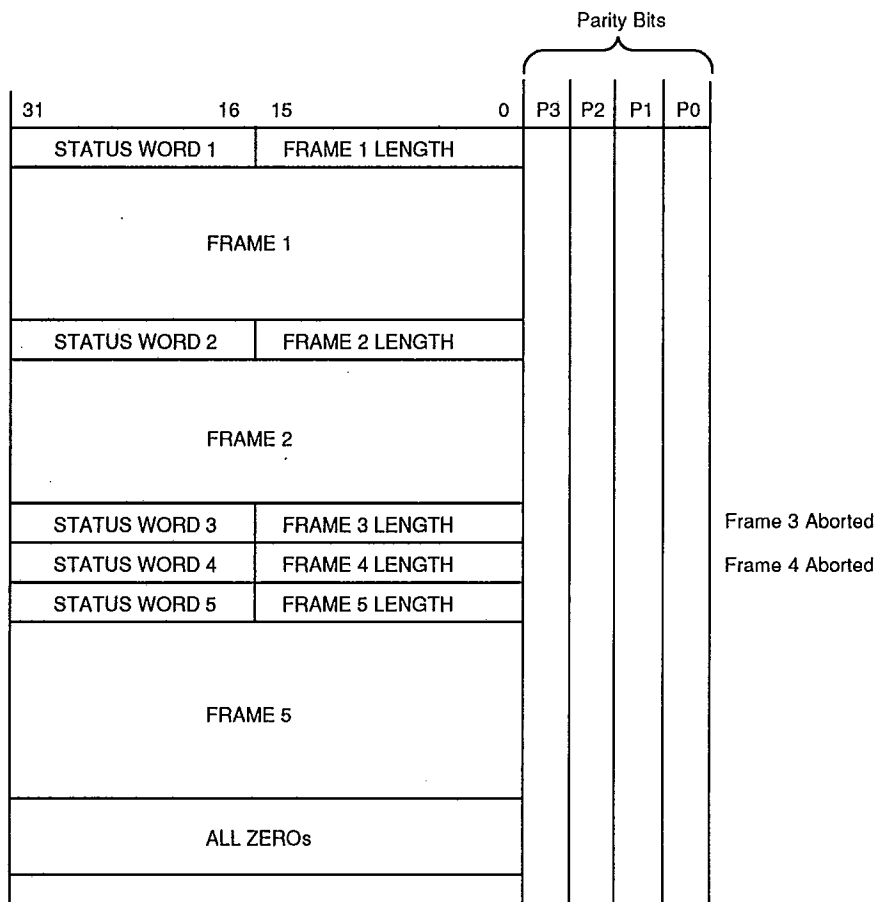 Parity Bits
31 16 15 0 P3 P2 P1 P0
STATUS WORD 1 FRAME 1 LENGTH
FRAME 1
STATUS WORD 2 FRAME 2 LENGTH
FRAME 2
STATUS WORD 3 FRAME 3 LENGTH Frame 3 Aborted
STATUS WORD 4 FRAME 4 LENGTH Frame 4 Aborted
STATUS WORD 5 FRAME 5 LENGTH
FRAME 5
ALL ZEROs